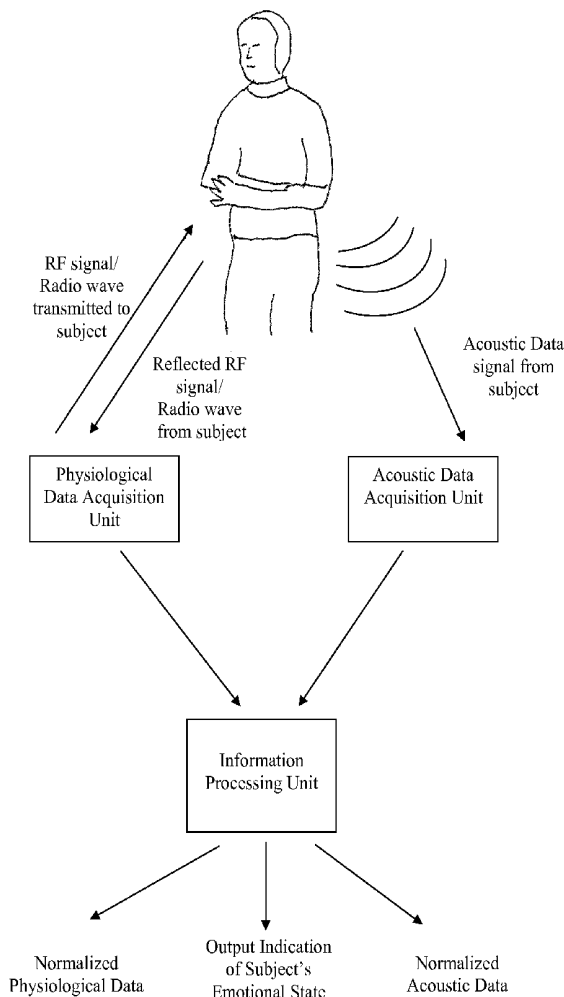 RF signal/
Radio wave
transmitted to
subject
Reflected RF
signal/
Radio wave
from subject
Acoustic Data
signal from
subject
Physiological
Data Acquisition
Unit
Acoustic Data
Acquisition Unit
Information
Processing Unit
Normalized
Physiological Data
Output Indication
of Subject's
Emotional State
Normalized
Acoustic Data